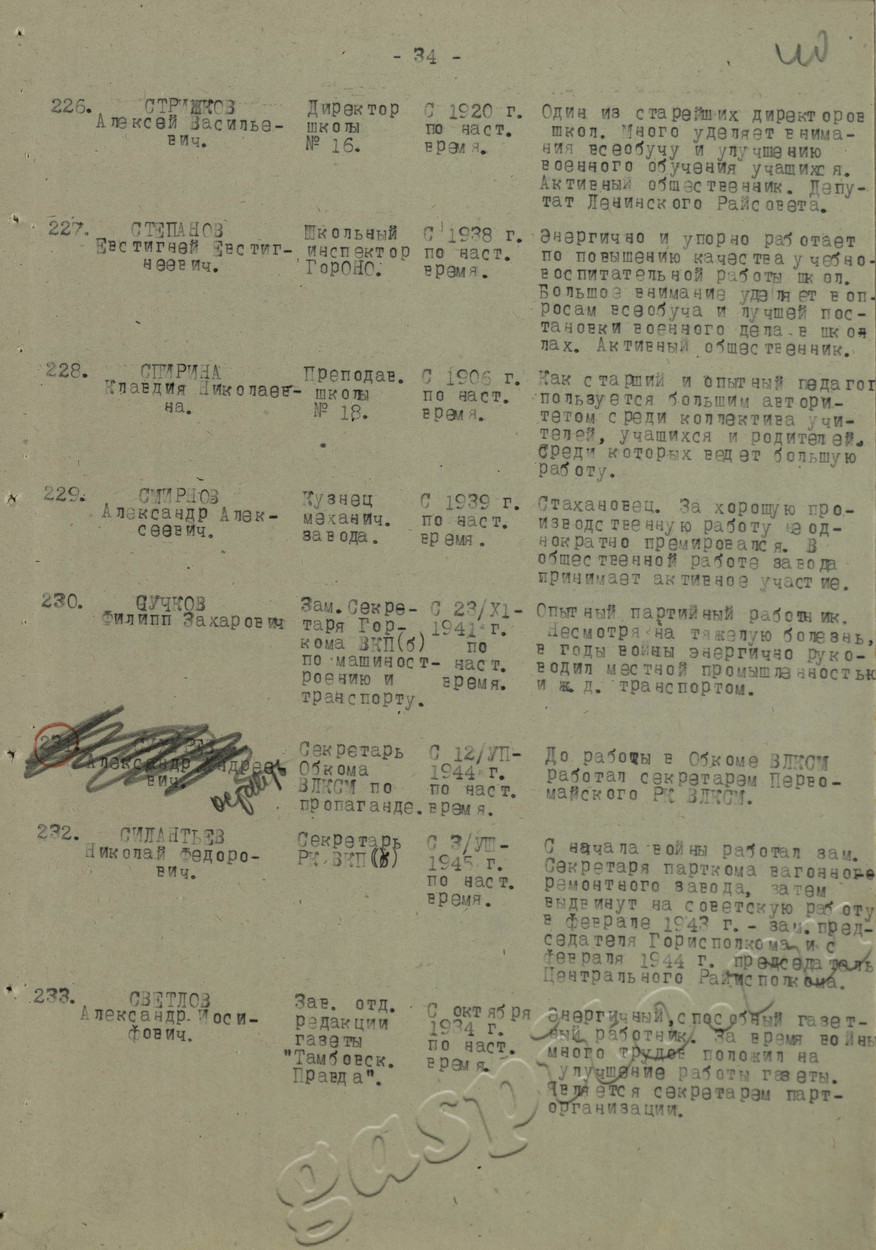 - 34 -
226. СТРИЖКОВ
Алексей Василье-
вич.
Директор
школы
№ 16.
С 1920 г.
по наст.
время.
Один из старейших директоров
школ. Много уделяет внима-
ния всеобучу и улучшению
военного обучения учащихся.
Активный общественник. Депу-
тат Ленинского Райсовета.
227. СТЕПАНОВ
Евстигней Евстиг-
неевич.
Школьный
инспектор
ГорОНО.
С 1938 г.
по наст.
время.
Энергично и упорно работает
по повышению качества учебно-
воспитательной работы школ.
Большое внимание уделяет воп-
росам всеобуча и лучшей пос-
тановки военного дела в шко-
лах. Активный общественник.
228. СПИРИНА
Клавдия Николаев-
на.
Преподав.
школы
№ 18.
С 1906 г.
по наст.
время.
Как старший и опытный педагог
пользуется большим автори-
тетом среди коллектива учи-
телей, учашихся и родителей.
Среди которых ведет большую
работу.
229. СМИРНОВ
Александр Алек-
сеевич.
Кузнец
механич.
завода.
С 1939 г.
по наст.
время.
Стахановец. За хорошую про-
изводственную работу неод-
нократно премировался. В
общественной работе завода
принимает активное участие.
230. СУЧКОВ
Филипп Захарович
Зам.Секре-
таря Гор-
кома ВКП(б)
по машиност-
роению и
транспорту.
С 23/XI-
1941 г.
по
наст.
время.
Опытный партийный работник.
Несмотря на тяжелую болезнь,
в годы войны энергично руко-
водил местной промышленностью
и ж.д. транспортом.
Александр Андрее-
вич.
Секретарь
Обкома
ВЛКСМ по
пропаганде.
С 12/УП-
1944 г.
по наст.
время.
До работы в Обкоме ВЛКСМ
работал секретарем Перво-
майского РК ВЛКСМ.
232. СИЛАНТЬЕВ
Николай Федоро-
вич.
Секретарь
РК ВКП(б)
С 3/УШ-
1945 г.
по наст.
время.
С начала войны работал зам.
Секретаря парткома вагоноре-
ремонтного завода, затем
выдвинут на советскую работу
в феврале 1943 г. - зам.пред-
седателя Горисполкома и с
февраля 1944 г. председатель
Центрального Райисполкома.
233. СВЕТЛОВ
Александр Иоси-
фович.
Зав. отд.
редакции
газеты
"Тамбовск.
Правда".
С октября
1934 г.
по наст.
время.
Энергичный,способный газет-
ный работник. За время войны
много трудов положил на
улучшение работы газеты.
Является секретарем парт-
организации.
gaspi